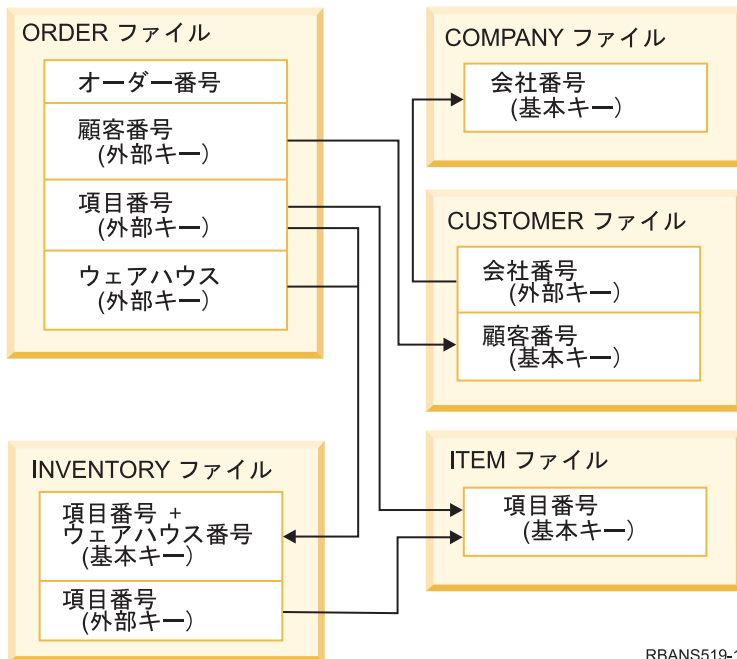 ORDER ファイル
オーダー番号
顧客番号
(外部キー)
項目番号
(外部キー)
ウェアハウス
(外部キー)
COMPANY ファイル
会社番号
(基本キー)
CUSTOMER ファイル
会社番号
(外部キー)
顧客番号
(基本キー)
INVENTORY ファイル
項目番号 +
ウェアハウス番号
(基本キー)
項目番号
(外部キー)
ITEM ファイル
項目番号
(基本キー)
RBANS519-1